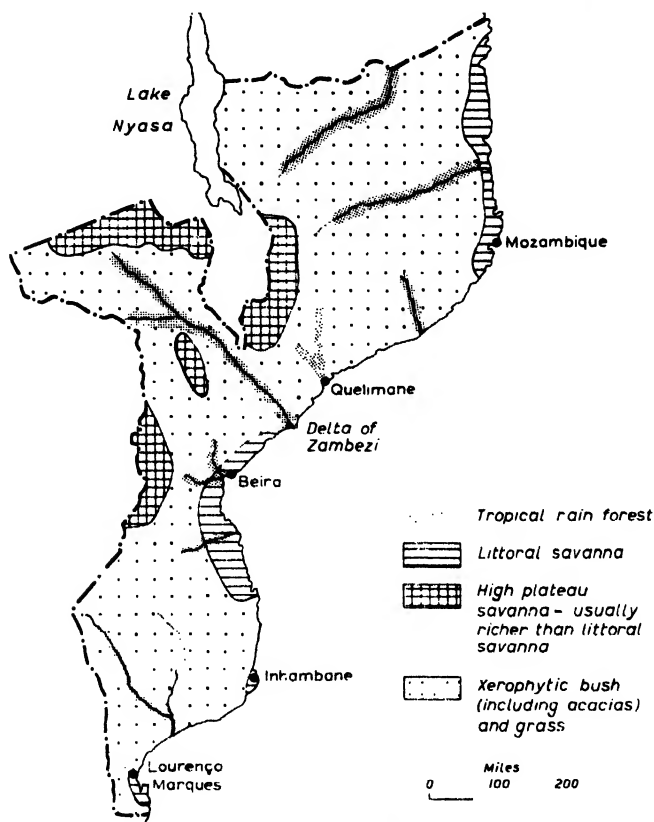 Lake
Nyasa
Mozambique
Quelimane
Delta of
Zambezi
Beira
Inhambane
Lourenço
Marques
Tropical rain forest
Littoral savanna
High plateau
savanna - usually
richer than littoral
savanna
Xerophytic bush
(including acacias)
and grass
Miles
0 100 200